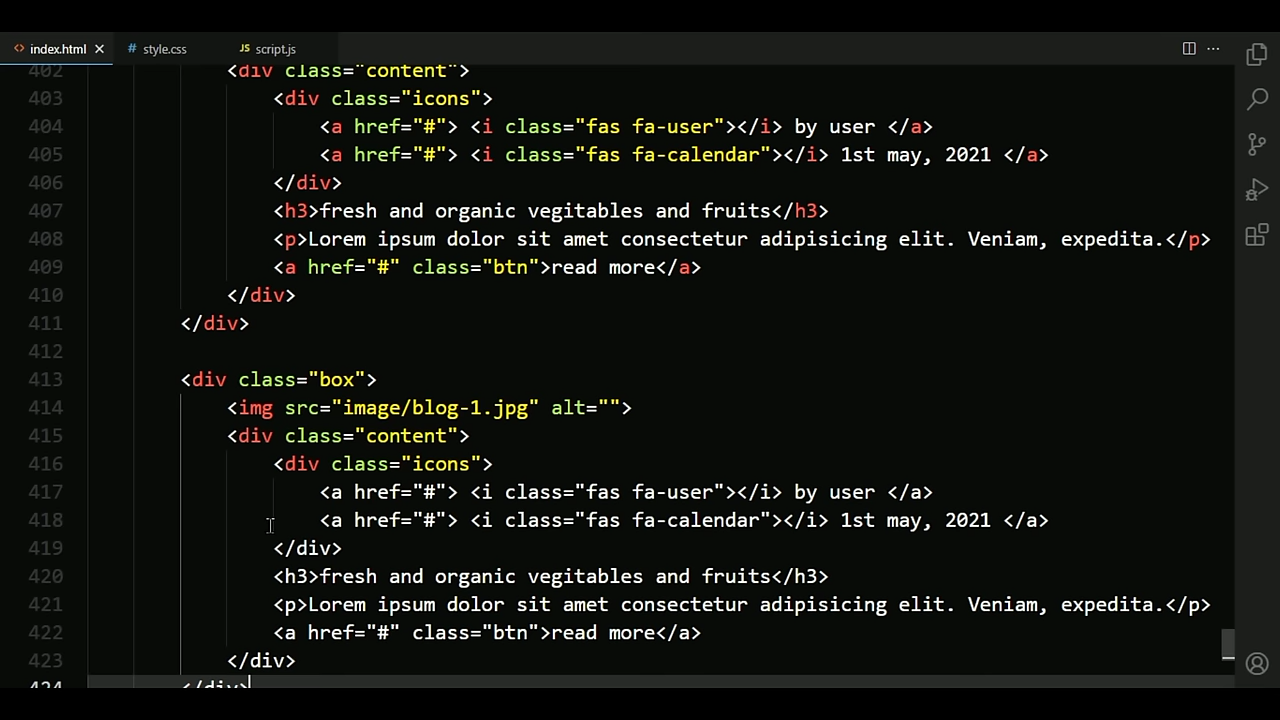 index.html
style.css
JS script.js
402 <div class="content">
403 <div class="icons">
404 <a href="#"> <i class="fas fa-user"></i> by user </a>
405 <a href="#"> <i class="fas fa-calendar"></i> 1st may, 2021 </a>
406 </div>
407 <h3>fresh and organic vegitables and fruits</h3>
408 <p>Lorem ipsum dolor sit amet consectetur adipisicing elit. Veniam, expedita.</p>
409 <a href="#" class="btn">read more</a>
410 </div>
411 </div>
412
413 <div class="box">
414 <img src="image/blog-1.jpg" alt="">
415 <div class="content">
416 <div class="icons">
417 <a href="#"> <i class="fas fa-user"></i> by user </a>
418 <a href="#"> <i class="fas fa-calendar"></i> 1st may, 2021 </a>
419 </div>
420 <h3>fresh and organic vegitables and fruits</h3>
421 <p>Lorem ipsum dolor sit amet consectetur adipisicing elit. Veniam, expedita.</p>
422 <a href="#" class="btn">read more</a>
423 </div>
424 </div>